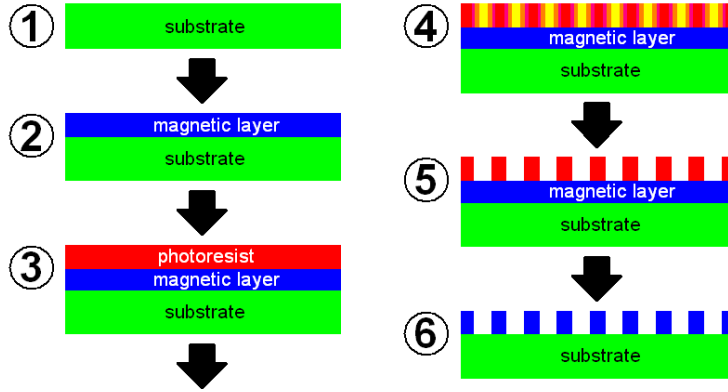 1
substrate
2
magnetic layer
substrate
3
photoresist
magnetic layer
substrate
4
magnetic layer
substrate
5
magnetic layer
substrate
6
substrate